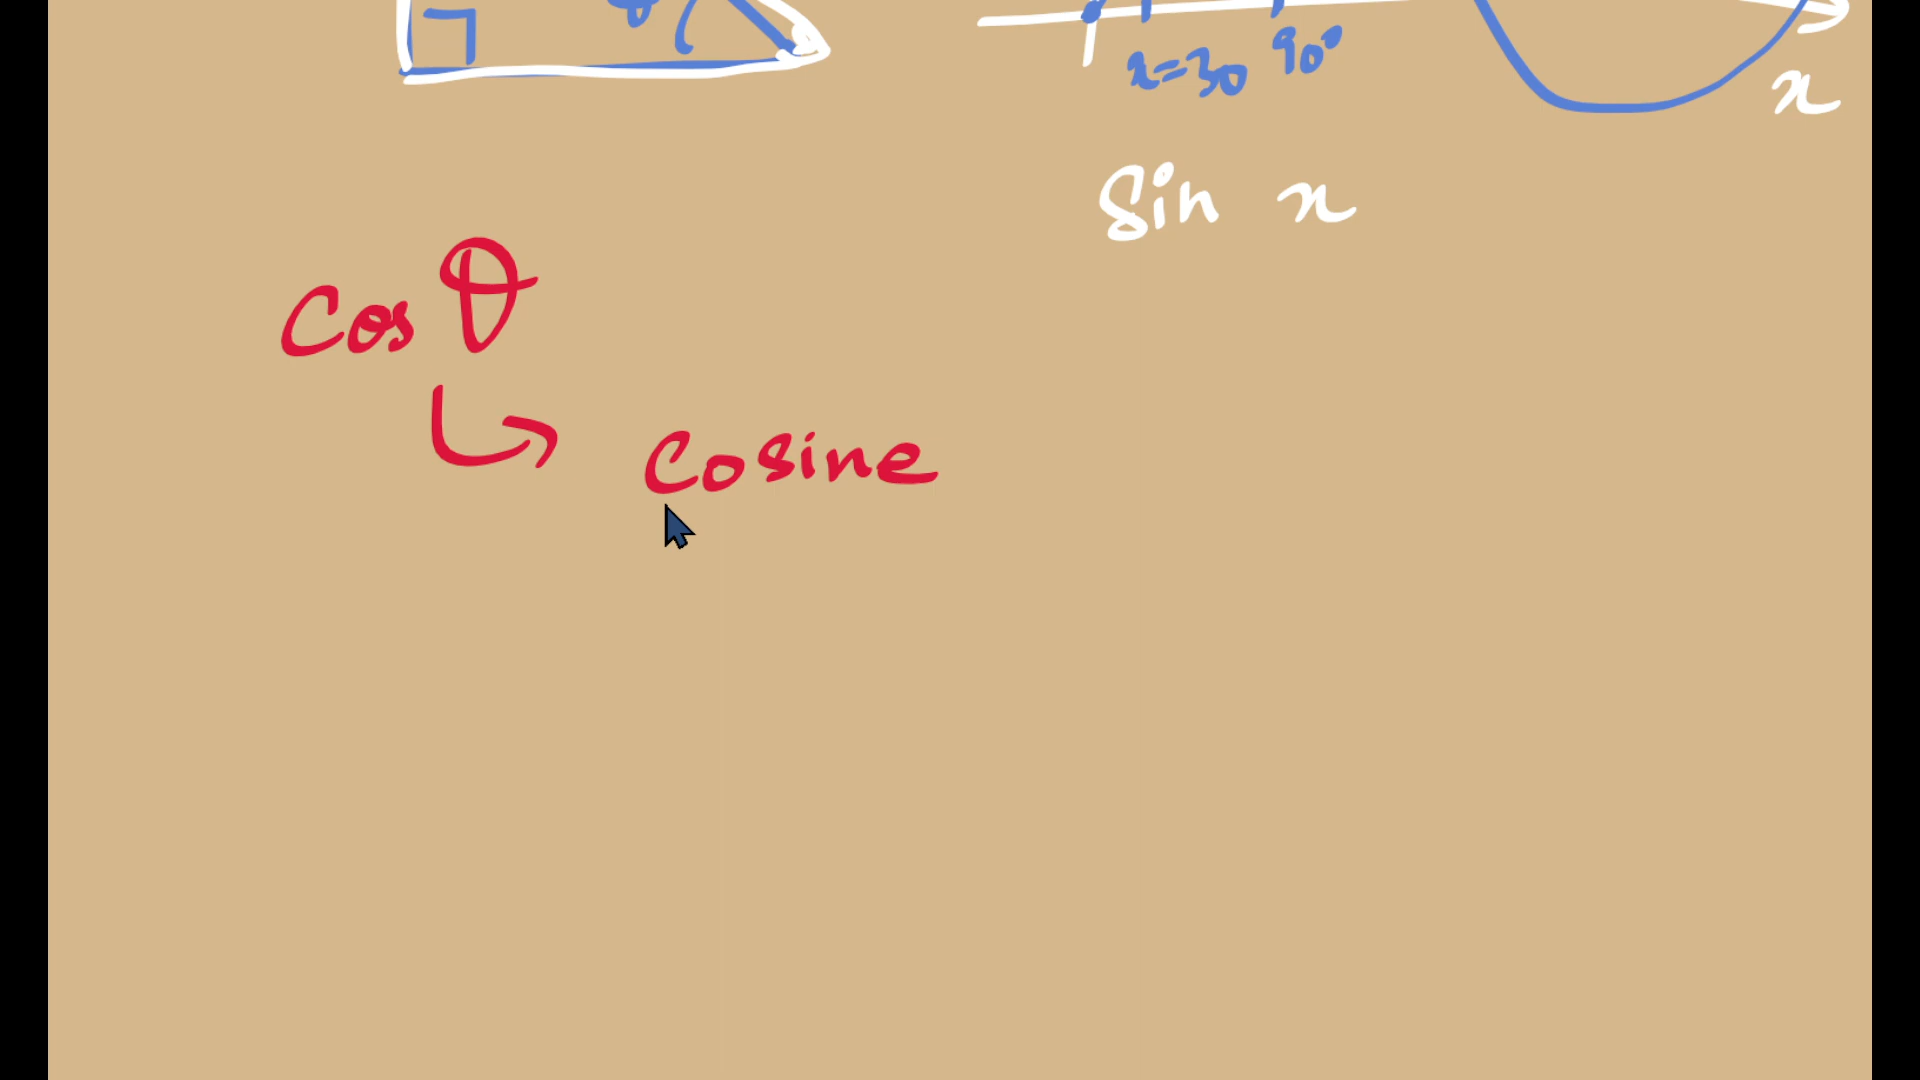 θ
x=30 90°
x
Sin x
Cos θ
Cosine